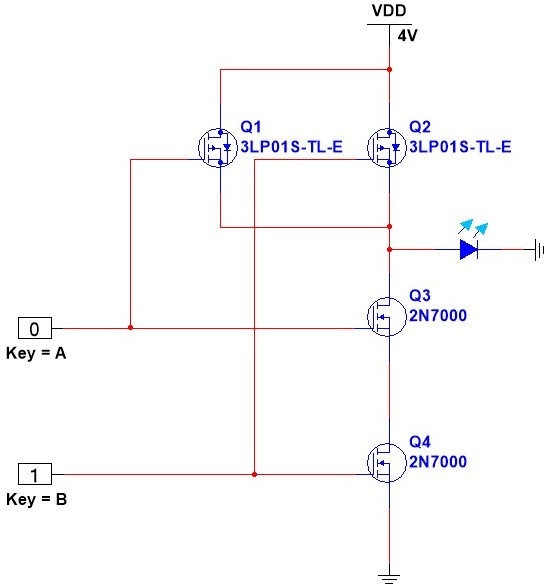 VDD
4V
Q1
3LP01S-TL-E
Q2
3LP01S-TL-E
Q3
2N7000
0
Key = A
Q4
2N7000
1
Key = B